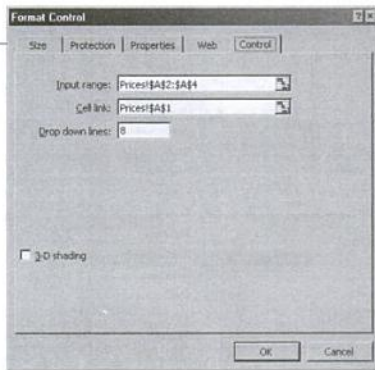 Format Control
Size Protection Properties Web Control
Input range: Prices!$A$2:$A$4
Cell link: Prices!$A$1
Drop down lines: 8
3-D shading
OK Cancel